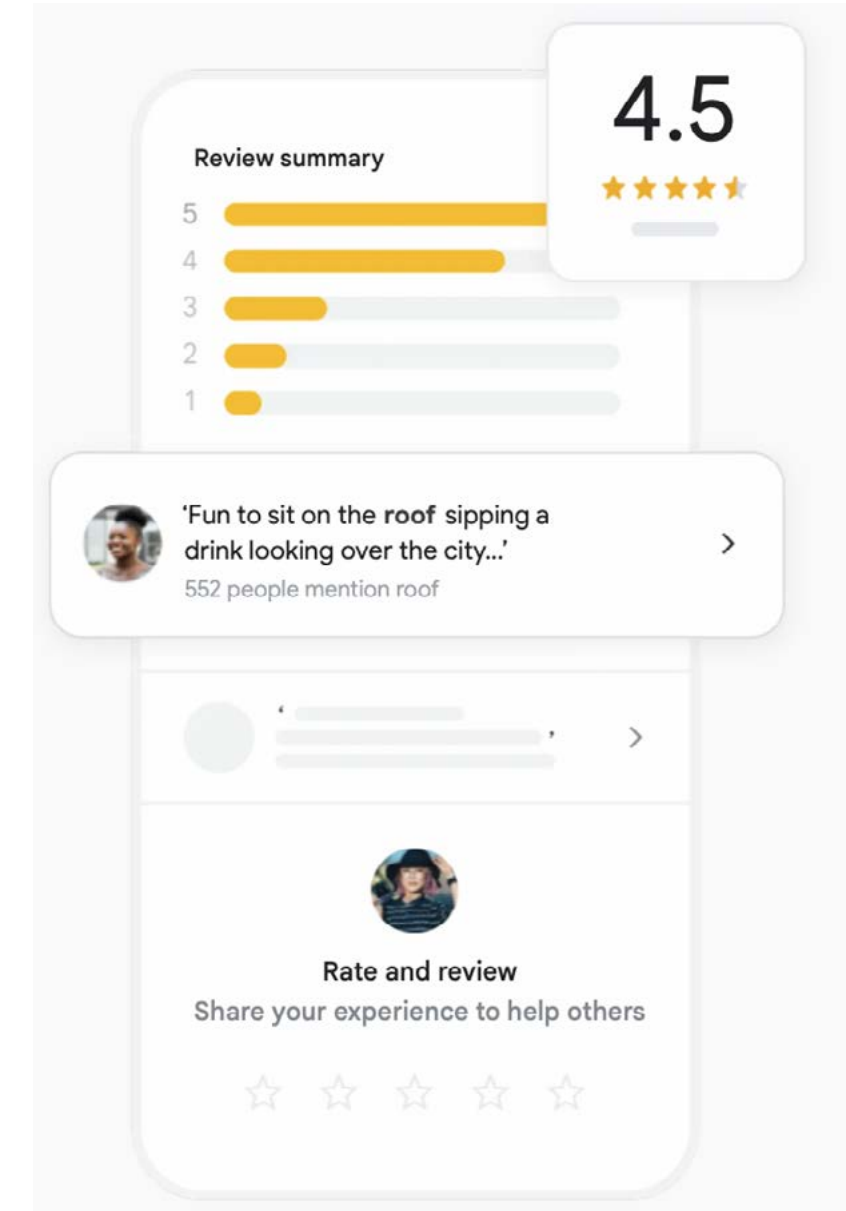 4.5
Review summary
5
4
3
2
1
‘Fun to sit on the roof sipping a
drink looking over the city...’
552 people mention roof
‘
’
Rate and review
Share your experience to help others